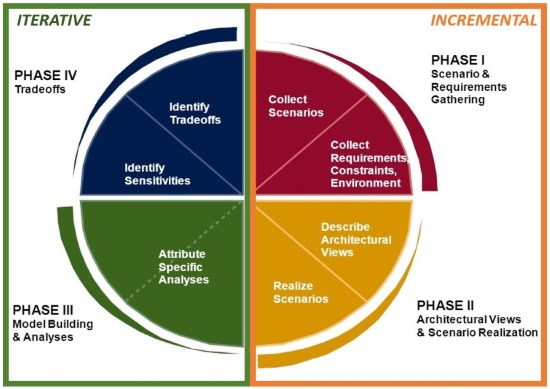 ITERATIVE
INCREMENTAL
PHASE IV
Tradeoffs
PHASE I
Scenario &
Requirements
Gathering
Identify
Tradeoffs
Collect
Scenarios
Identify
Sensitivities
Collect
Requirements,
Constraints,
Environment
Attribute
Specific
Analyses
Describe
Architectural
Views
Realize
Scenarios
PHASE III
Model Building
& Analyses
PHASE II
Architectural Views
& Scenario Realization